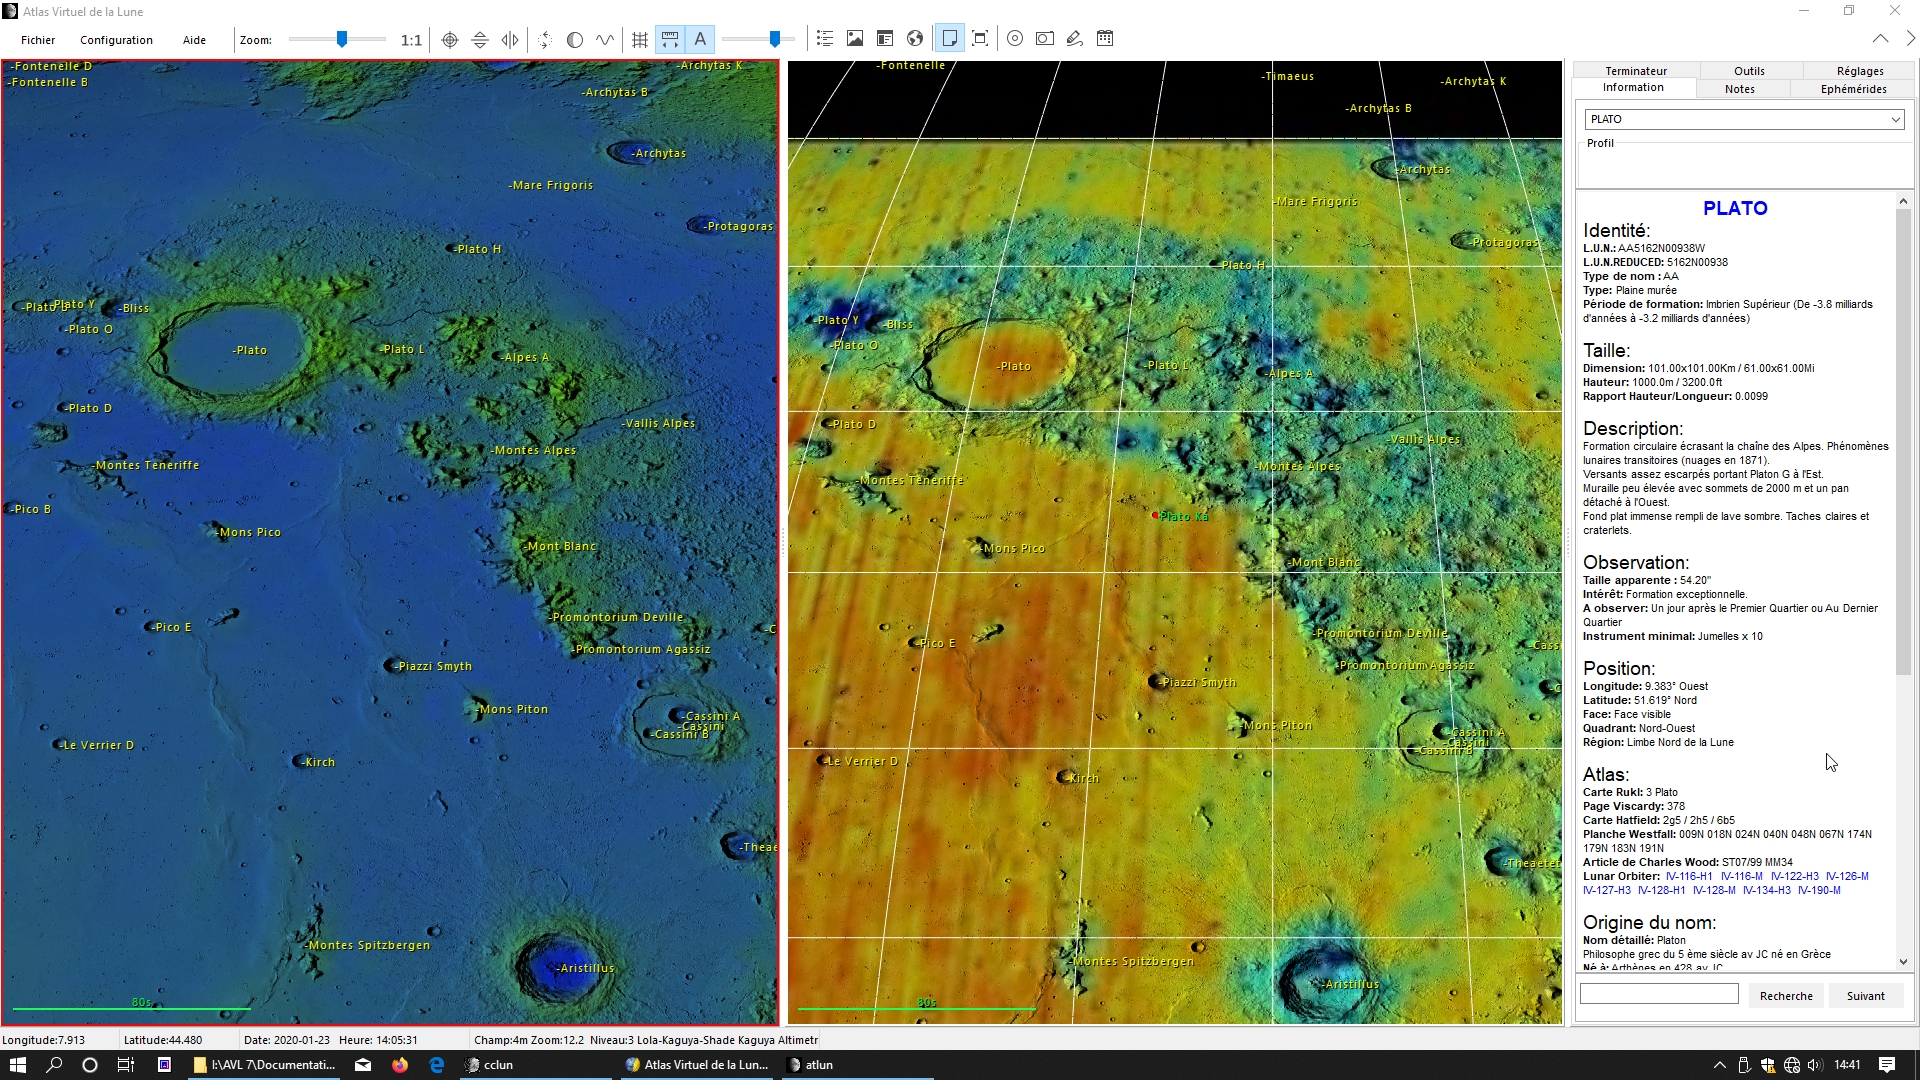 Atlas Virtuel de la Lune
Fichier Configuration Aide Zoom: 1:1 A
-Fontenelle D
-Fontenelle B
-Archytas K
-Archytas B
-Archytas
-Mare Frigoris
-Protagoras
-Plato H
-Plato Y
-Bliss
-Plato O
-Plato
-Plato L
-Alpes A
-Plato D
-Vallis Alpes
-Montes Alpes
-Montes Teneriffe
-Pico B
-Mons Pico
-Mont Blanc
-Promontorium Deville
-Pico E
-Promontorium Agassiz
-Piazzi Smyth
-Mons Piton
-Cassini A
-Cassini
-Cassini B
-Le Verrier D
-Kirch
-Theae
-Montes Spitzbergen
-Aristillus
80s
-Fontenelle
-Timaeus
-Archytas K
-Archytas B
-Archytas
-Mare Frigoris
-Protagoras
-Plato H
-Plato Y
-Bliss
-Plato O
-Plato
-Plato L
-Alpes A
-Plato D
-Vallis Alpes
-Montes Alpes
-Montes Teneriffe
Plato Ka
-Mons Pico
-Mont Blanc
-Promontorium Deville
-Pico E
-Cassi
-Promontorium Agassiz
-Piazzi Smyth
-Mons Piton
-Cassini A
-Cassini
-Cassini B
-Le Verrier D
-Kirch
-Theaetet
-Montes Spitzbergen
-Aristillus
80s
Terminateur Outils Réglages
Information Notes Ephémérides
PLATO
Profil
PLATO
Identité:
L.U.N.: AA5162N00938W
L.U.N.REDUCED: 5162N00938
Type de nom : AA
Type: Plaine murée
Période de formation: Imbrien Supérieur (De -3.8 milliards
d'années à -3.2 milliards d'années)
Taille:
Dimension: 101.00x101.00Km / 61.00x61.00Mi
Hauteur: 1000.0m / 3200.0ft
Rapport Hauteur/Longueur: 0.0099
Description:
Formation circulaire écrasant la chaîne des Alpes. Phénomènes
lunaires transitoires (nuages en 1871).
Versants assez escarpés portant Platon G à l'Est.
Muraille peu élevée avec sommets de 2000 m et un pan
détaché à l'Ouest.
Fond plat immense rempli de lave sombre. Taches claires et
craterlets.
Observation:
Taille apparente : 54.20"
Intérêt: Formation exceptionnelle.
A observer: Un jour après le Premier Quartier ou Au Dernier
Quartier
Instrument minimal: Jumelles x 10
Position:
Longitude: 9.383° Ouest
Latitude: 51.619° Nord
Face: Face visible
Quadrant: Nord-Ouest
Région: Limbe Nord de la Lune
Atlas:
Carte Rukl: 3 Plato
Page Viscardy: 378
Carte Hatfield: 2g5 / 2h5 / 6b5
Planche Westfall: 009N 018N 024N 040N 048N 067N 174N
179N 183N 191N
Article de Charles Wood: ST07/99 MM34
Lunar Orbiter: IV-116-H1 IV-116-M IV-122-H3 IV-126-M
IV-127-H3 IV-128-H1 IV-128-M IV-134-H3 IV-190-M
Origine du nom:
Nom détaillé: Platon
Philosophe grec du 5 ème siècle av JC né en Grèce
Né à: Arthènes en 428 av JC
Recherche Suivant
Longitude:7.913 Latitude:44.480 Date: 2020-01-23 Heure: 14:05:31 Champ:4m Zoom:12.2 Niveau:3 Lola-Kaguya-Shade Kaguya Altimetr
I:\AVL 7\Documentati... cclun Atlas Virtuel de la Lun... atlun 14:41